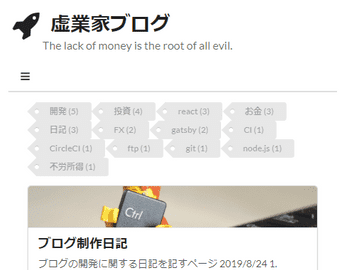 虚業家ブログ
The lack of money is the root of all evil.
開発 (5) 投資 (4) react (3) お金 (3)
日記 (3) FX (2) gatsby (2) CI (1)
CircleCI (1) ftp (1) git (1) node.js (1)
不労所得 (1)
Ctrl
ブログ制作日記
ブログの開発に関する日記を記すページ 2019/8/24 1.